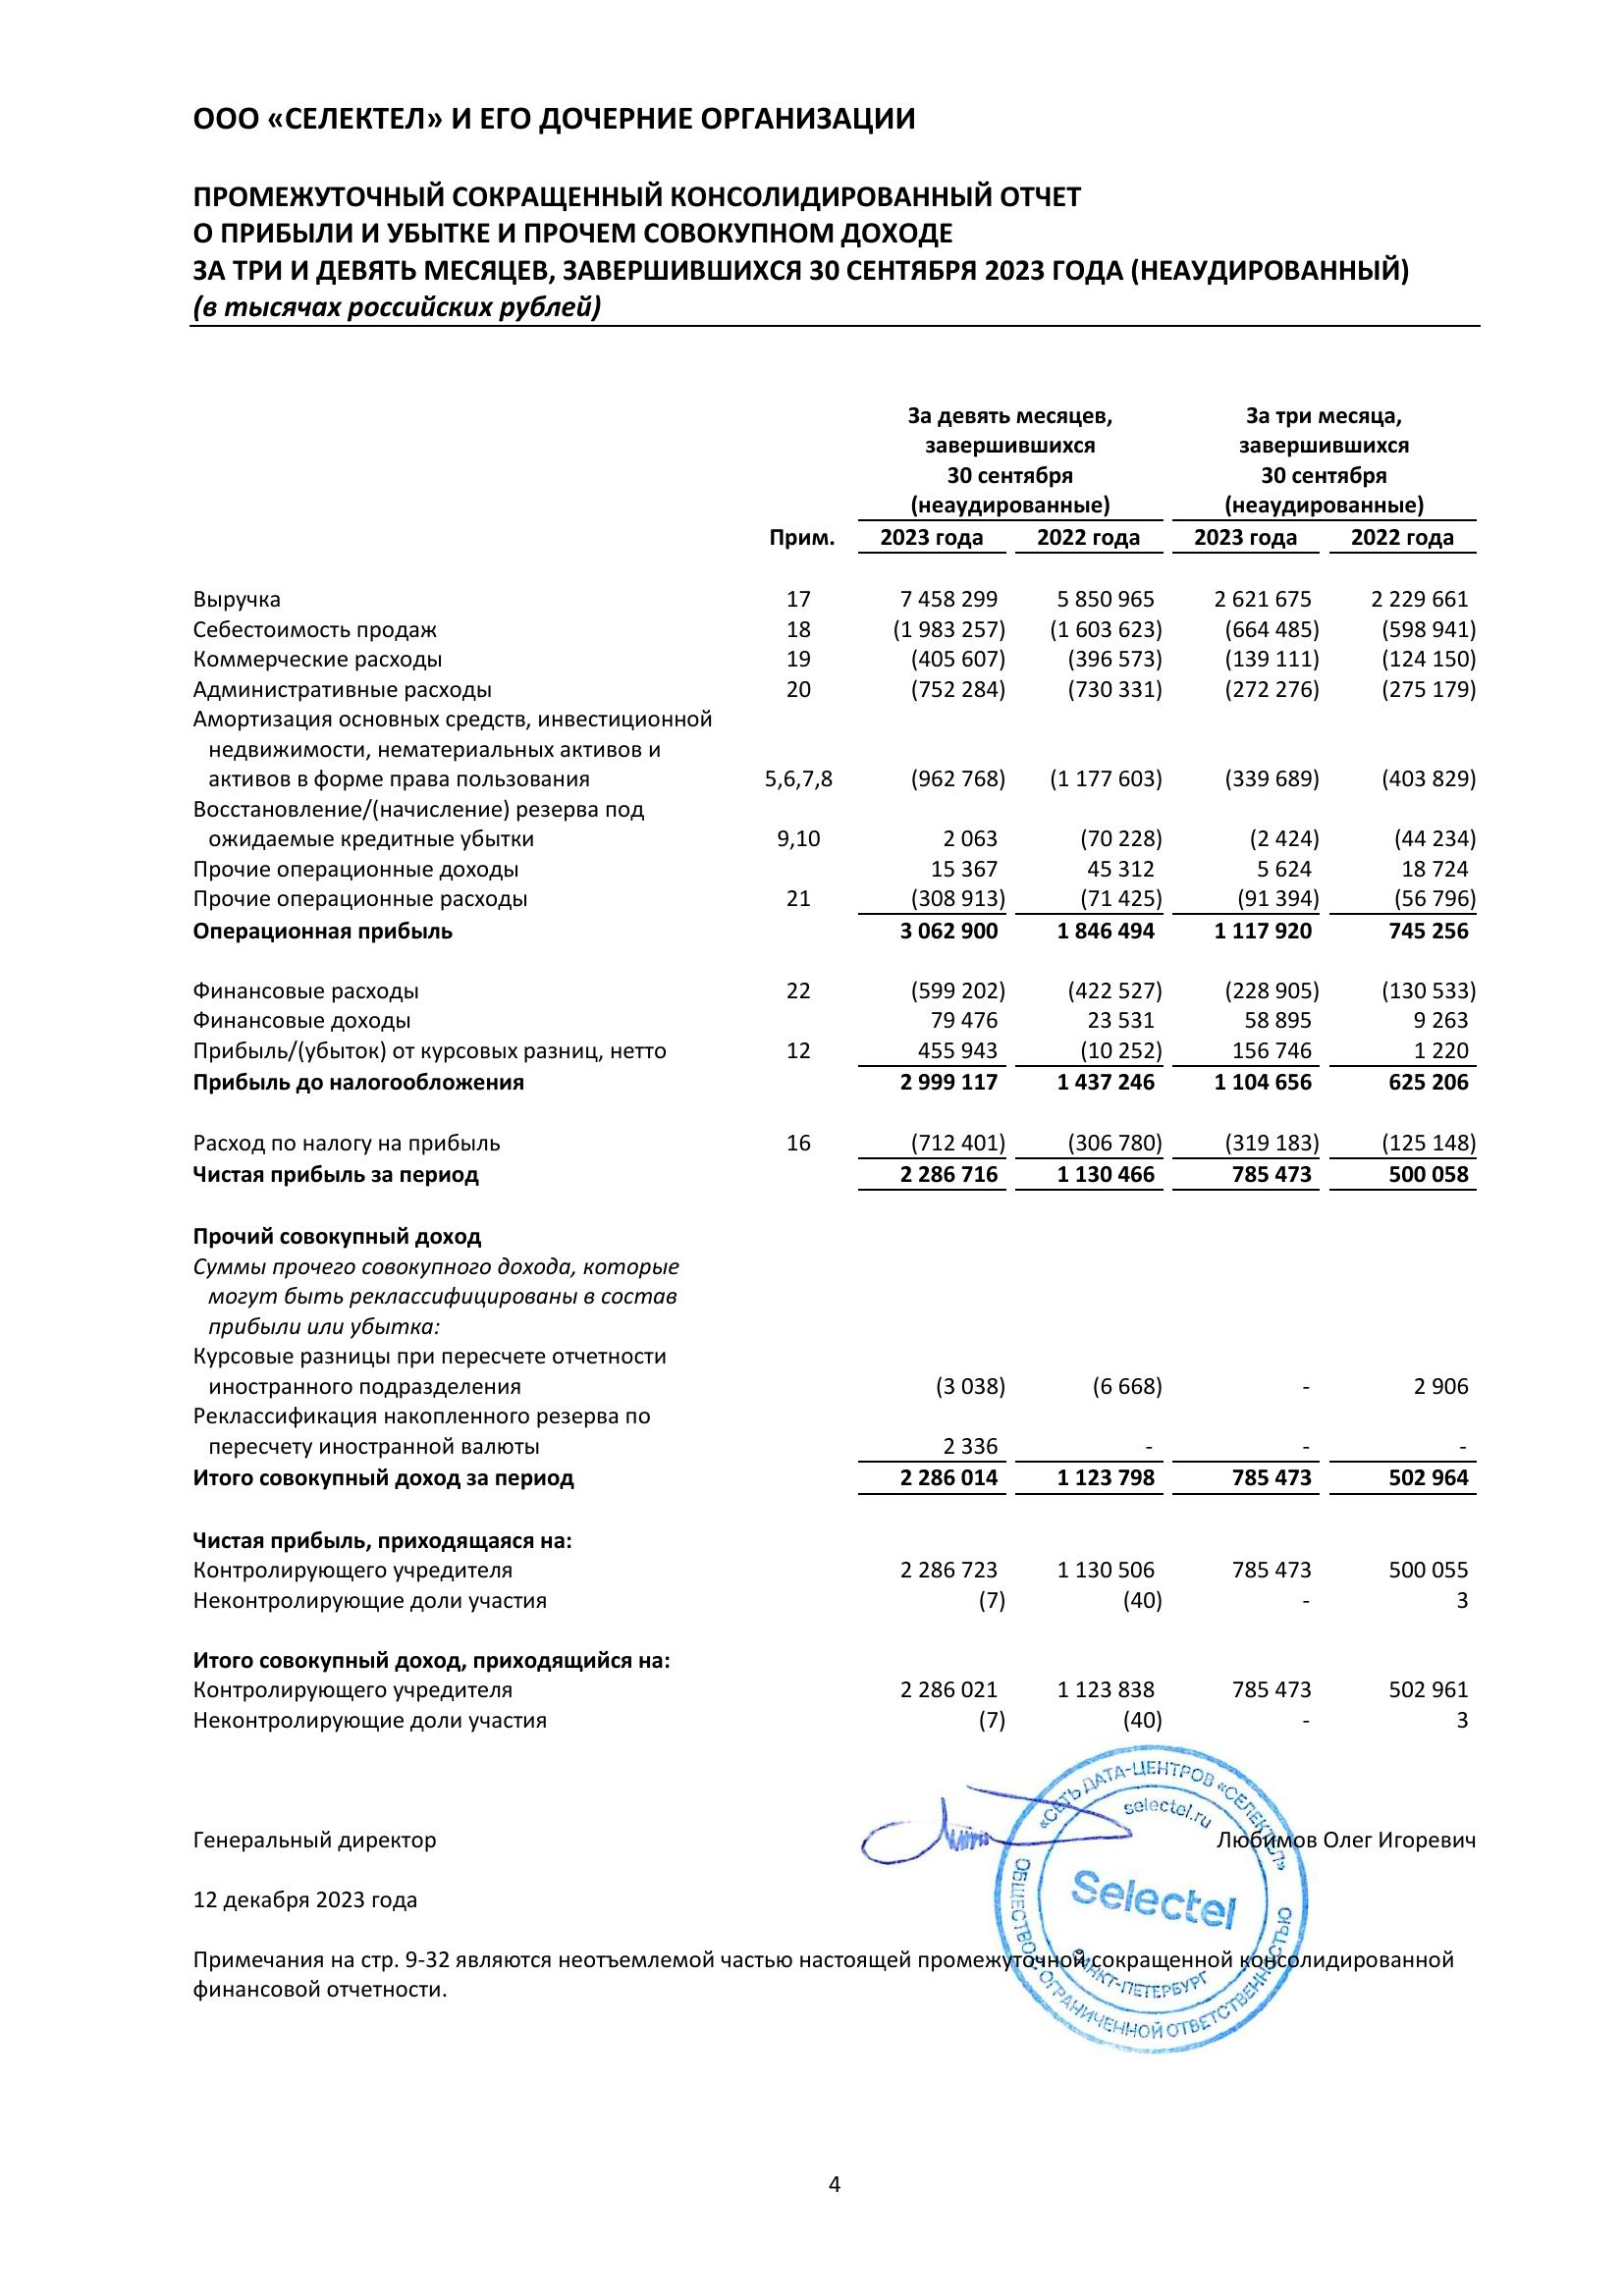 ООО «СЕЛЕКТЕЛ» И ЕГО ДОЧЕРНИЕ ОРГАНИЗАЦИИ
ПРОМЕЖУТОЧНЫЙ СОКРАЩЕННЫЙ КОНСОЛИДИРОВАННЫЙ ОТЧЕТ
О ПРИБЫЛИ И УБЫТКЕ И ПРОЧЕМ СОВОКУПНОМ ДОХОДЕ
ЗА ТРИ И ДЕВЯТЬ МЕСЯЦЕВ, ЗАВЕРШИВШИХСЯ 30 СЕНТЯБРЯ 2023 ГОДА (НЕАУДИРОВАННЫЙ)
(в тысячах российских рублей)
За девять месяцев, За три месяца,
завершившихся завершившихся
30 сентября 30 сентября
(неаудированные) (неаудированные)
Прим. 2023 года 2022 года 2023 года 2022 года
Выручка 17 7 458 299 5 850 965 2 621 675 2 229 661
Себестоимость продаж 18 (1 983 257) (1 603 623) (664 485) (598 941)
Коммерческие расходы 19 (405 607) (396 573) (139 111) (124 150)
Административные расходы 20 (752 284) (730 331) (272 276) (275 179)
Амортизация основных средств, инвестиционной
недвижимости, нематериальных активов и
активов в форме права пользования 5,6,7,8 (962 768) (1 177 603) (339 689) (403 829)
Восстановление/(начисление) резерва под
ожидаемые кредитные убытки 9,10 2 063 (70 228) (2 424) (44 234)
Прочие операционные доходы 15 367 45 312 5 624 18 724
Прочие операционные расходы 21 (308 913) (71 425) (91 394) (56 796)
Операционная прибыль 3 062 900 1 846 494 1 117 920 745 256
Финансовые расходы 22 (599 202) (422 527) (228 905) (130 533)
Финансовые доходы 79 476 23 531 58 895 9 263
Прибыль/(убыток) от курсовых разниц, нетто 12 455 943 (10 252) 156 746 1 220
Прибыль до налогообложения 2 999 117 1 437 246 1 104 656 625 206
Расход по налогу на прибыль 16 (712 401) (306 780) (319 183) (125 148)
Чистая прибыль за период 2 286 716 1 130 466 785 473 500 058
Прочий совокупный доход
Суммы прочего совокупного дохода, которые
могут быть реклассифицированы в состав
прибыли или убытка:
Курсовые разницы при пересчете отчетности
иностранного подразделения (3 038) (6 668) - 2 906
Реклассификация накопленного резерва по
пересчету иностранной валюты 2 336 - - -
Итого совокупный доход за период 2 286 014 1 123 798 785 473 502 964
Чистая прибыль, приходящаяся на:
Контролирующего учредителя 2 286 723 1 130 506 785 473 500 055
Неконтролирующие доли участия (7) (40) - 3
Итого совокупный доход, приходящийся на:
Контролирующего учредителя 2 286 021 1 123 838 785 473 502 961
Неконтролирующие доли участия (7) (40) - 3
«СЕТЬ ДАТА-ЦЕНТРОВ «СЕЛЕКТЕЛ»
selectel.ru
Генеральный директор Любимов Олег Игоревич
Selectel
12 декабря 2023 года
САНКТ-ПЕТЕРБУРГ
ОБЩЕСТВО С ОГРАНИЧЕННОЙ ОТВЕТСТВЕННОСТЬЮ
Примечания на стр. 9-32 являются неотъемлемой частью настоящей промежуточной сокращенной консолидированной
финансовой отчетности.
4